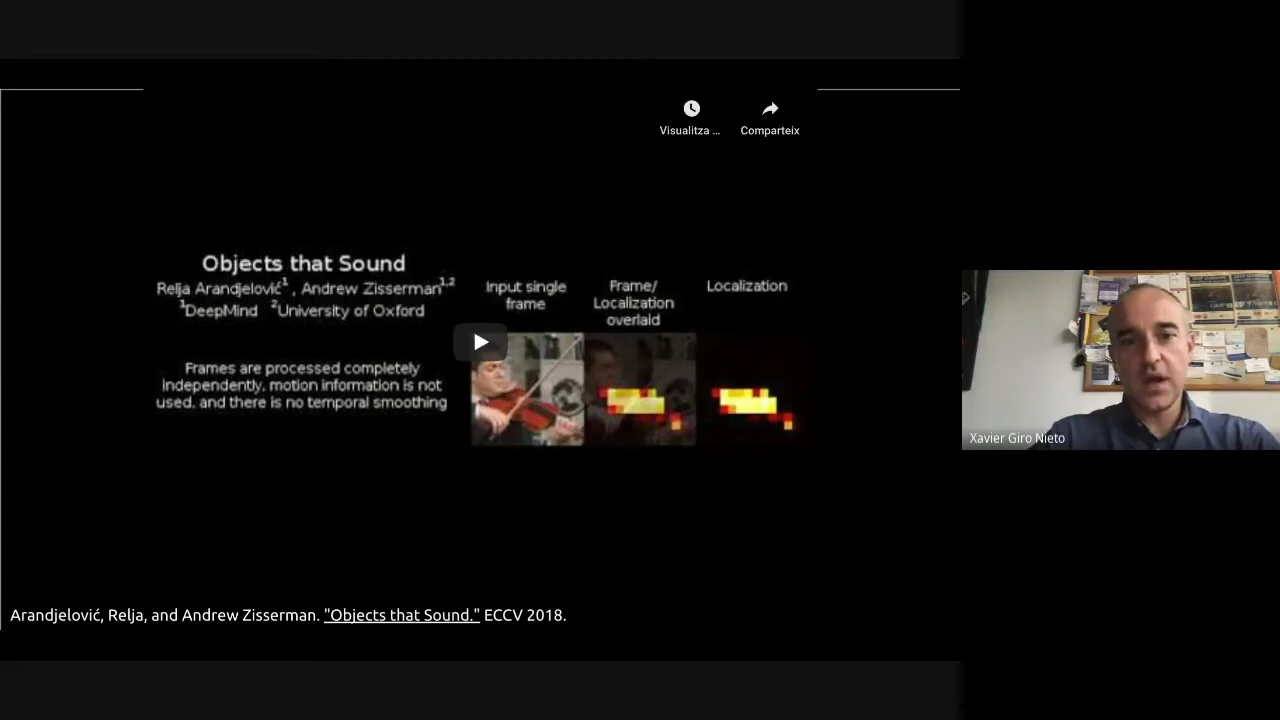 Visualitza ...
Comparteix
Objects that Sound
Relja Arandjelović¹, Andrew Zisserman¹,²
¹DeepMind ²University of Oxford
Frames are processed completely
independently, motion information is not
used, and there is no temporal smoothing
Input single
frame
Frame/
Localization
overlaid
Localization
Xavier Giro Nieto
Arandjelović, Relja, and Andrew Zisserman. "Objects that Sound." ECCV 2018.